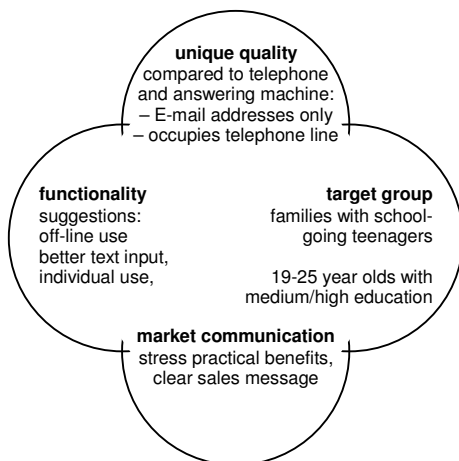 unique quality
compared to telephone
and answering machine:
– E-mail addresses only
– occupies telephone line
functionality
suggestions:
off-line use
better text input,
individual use,
target group
families with school-
going teenagers
19-25 year olds with
medium/high education
market communication
stress practical benefits,
clear sales message